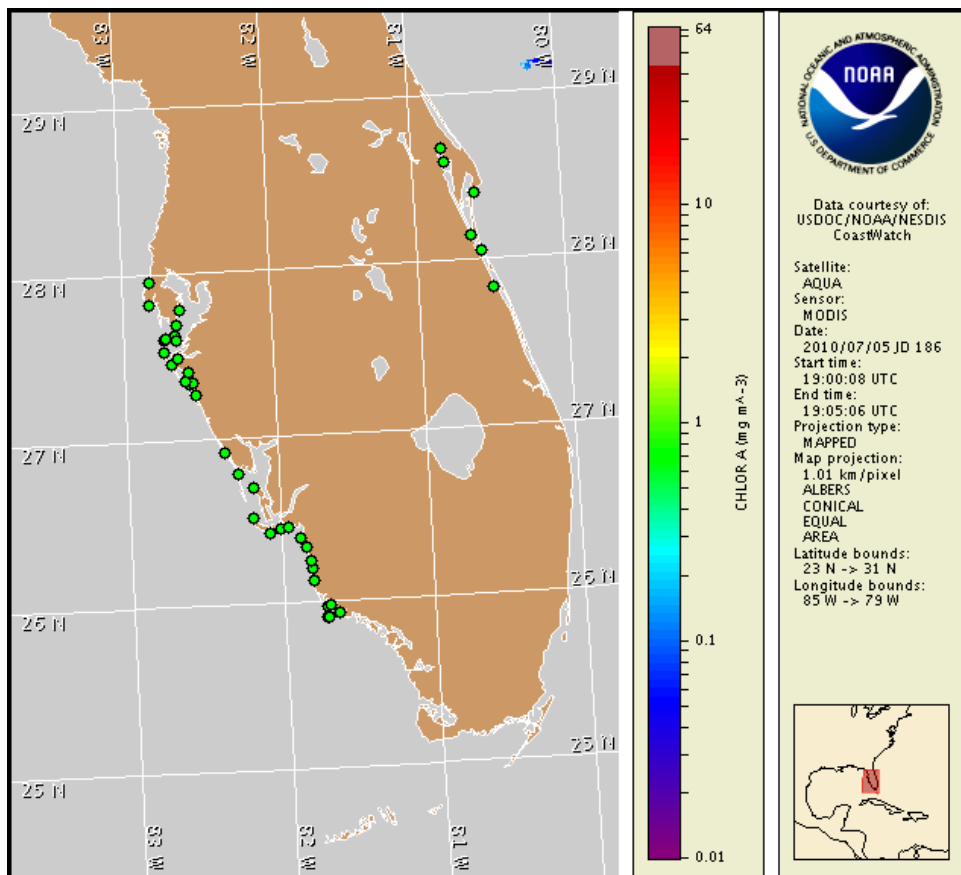 83 W
82 W
81 W
80 W
29 N
29 N
28 N
28 N
27 N
27 N
26 N
26 N
25 N
25 N
83 W
82 W
81 W
64
10
1
0.1
0.01
CHLOR A (mg m^-3)
NATIONAL OCEANIC AND ATMOSPHERIC ADMINISTRATION
NOAA
U.S. DEPARTMENT OF COMMERCE
Data courtesy of:
USDOC/NOAA/NESDIS
CoastWatch
Satellite:
AQUA
Sensor:
MODIS
Date:
2010/07/05 JD 186
Start time:
19:00:08 UTC
End time:
19:05:06 UTC
Projection type:
MAPPED
Map projection:
1.01 km/pixel
ALBERS
CONICAL
EQUAL
AREA
Latitude bounds:
23 N -> 31 N
Longitude bounds:
85 W -> 79 W